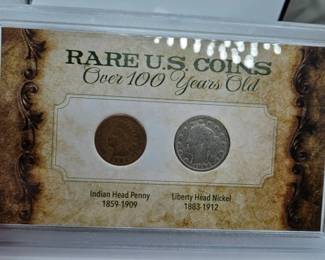 RARE U.S. COINS
Over 100 Years Old
Indian Head Penny
1859-1909
Liberty Head Nickel
1883-1912